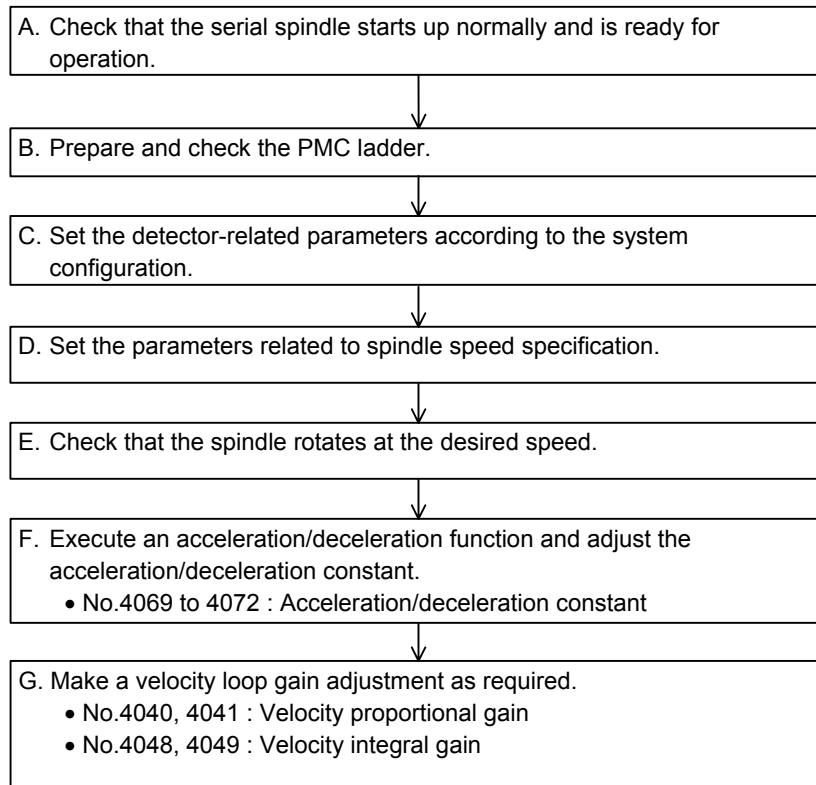 A. Check that the serial spindle starts up normally and is ready for
operation.
B. Prepare and check the PMC ladder.
C. Set the detector-related parameters according to the system
configuration.
D. Set the parameters related to spindle speed specification.
E. Check that the spindle rotates at the desired speed.
F. Execute an acceleration/deceleration function and adjust the
acceleration/deceleration constant.
• No.4069 to 4072 : Acceleration/deceleration constant
G. Make a velocity loop gain adjustment as required.
• No.4040, 4041 : Velocity proportional gain
• No.4048, 4049 : Velocity integral gain